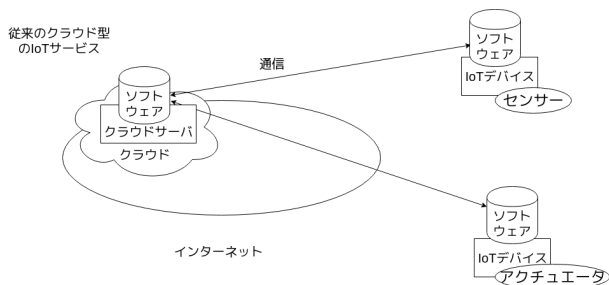 従来のクラウド型
のIoTサービス
ソフト
ウェア
クラウドサーバ
クラウド
通信
ソフト
ウェア
IoTデバイス
センサー
インターネット
ソフト
ウェア
IoTデバイス
アクチュエータ